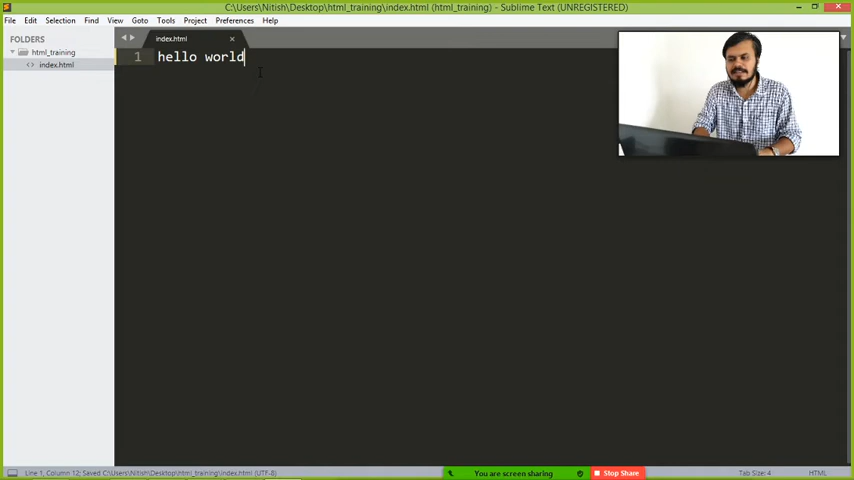 C:\Users\Nitish\Desktop\html_training\index.html (html_training) - Sublime Text (UNREGISTERED)
File Edit Selection Find View Goto Tools Project Preferences Help
FOLDERS
html_training
index.html
index.html
1 hello world
Line 1, Column 12; Saved C:\Users\Nitish\Desktop\html_training\index.html (UTF-8)
You are screen sharing
Stop Share
Tab Size: 4
HTML